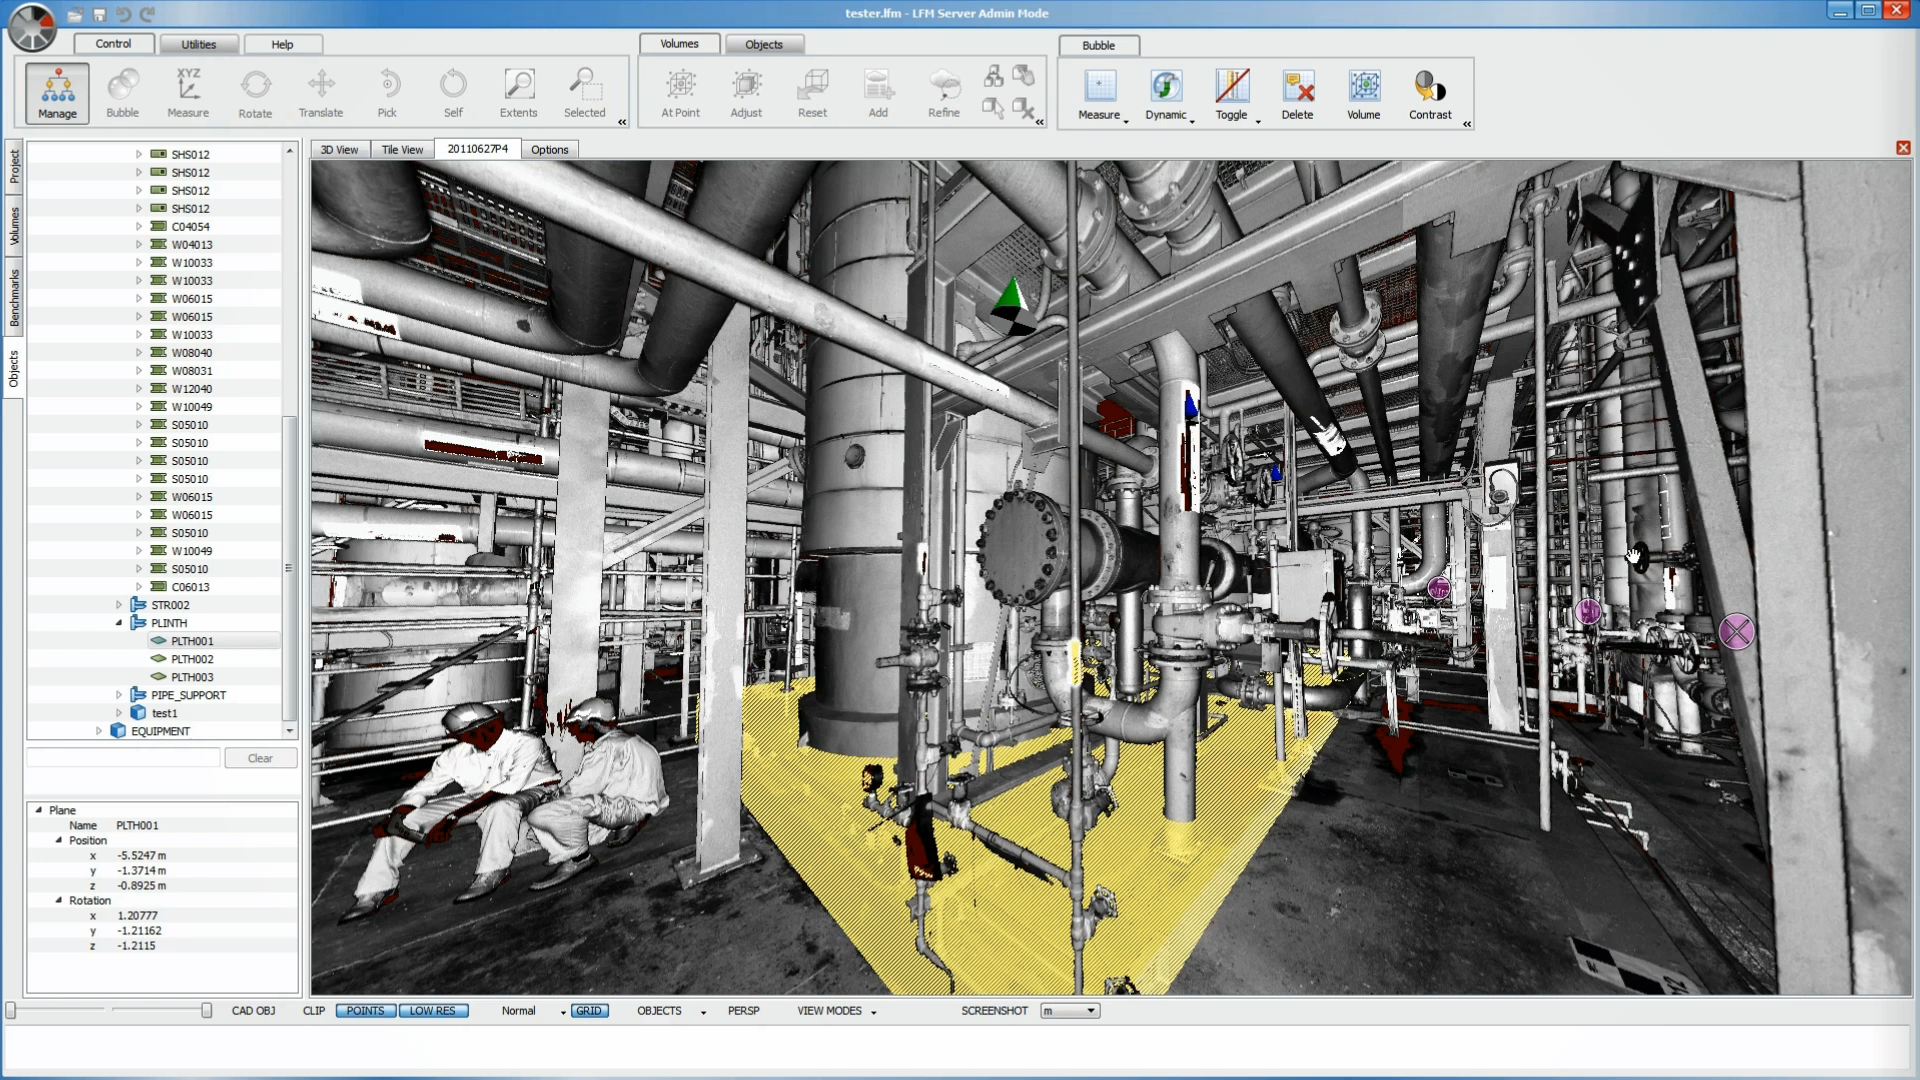 tester.lfm - LFM Server Admin Mode
Control Utilities Help
Volumes Objects
Bubble
Manage Bubble XYZ Measure Rotate Translate Pick Self Extents Selected «
At Point Adjust Reset Add Refine «
Measure Dynamic Toggle Delete Volume Contrast «
Project
Volumes
Benchmarks
Objects
3D View Tile View 20110627P4 Options
SHS012
SHS012
SHS012
SHS012
C04054
W04013
W10033
W10033
W06015
W06015
W10033
W08040
W08031
W12040
W10049
S05010
S05010
S05010
S05010
W06015
W06015
S05010
W10049
S05010
C06013
STR002
PLINTH
PLTH001
PLTH002
PLTH003
PIPE_SUPPORT
test1
EQUIPMENT
Clear
Plane
Name PLTH001
Position
x -5.5247 m
y -1.3714 m
z -0.8925 m
Rotation
x 1.20777
y -1.21162
z -1.2115
CAD OBJ CLIP POINTS LOW RES Normal GRID OBJECTS PERSP VIEW MODES SCREENSHOT m